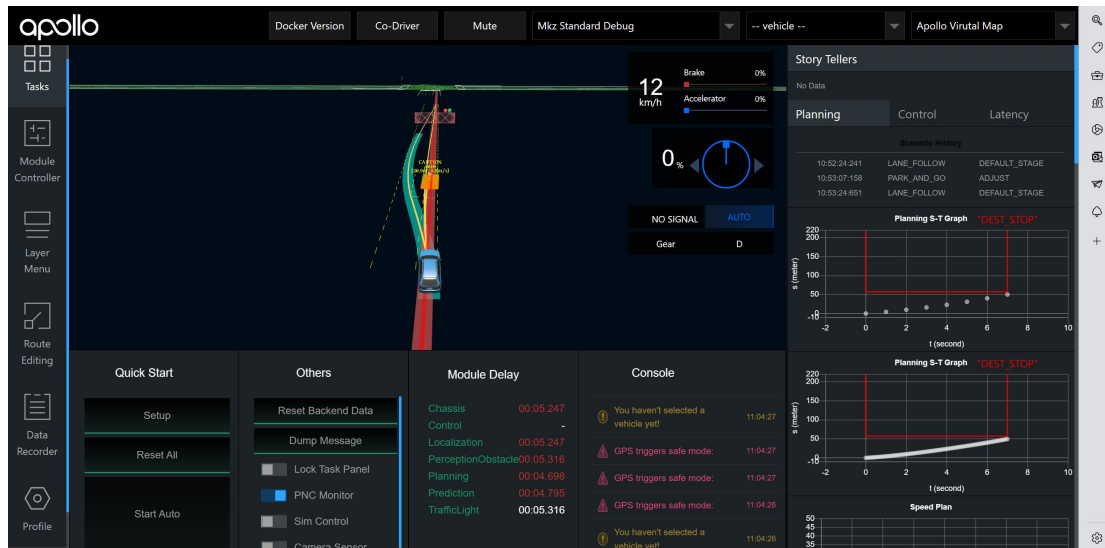 apollo
Docker Version
Co-Driver
Mute
Mkz Standard Debug
-- vehicle --
Apollo Virutal Map
Tasks
Module
Controller
Layer
Menu
Route
Editing
Data
Recorder
Profile
CAUTION
12
km/h
Brake 0%
Accelerator 0%
0 %
NO SIGNAL AUTO
Gear D
Story Tellers
No Data
Planning Control Latency
Scenario History
10:52:24:241 LANE_FOLLOW DEFAULT_STAGE
10:53:07:158 PARK_AND_GO ADJUST
10:53:24:651 LANE_FOLLOW DEFAULT_STAGE
Planning S-T Graph "DEST_STOP"
220
200
150
100
50
-10
s (meter)
-2 0 2 4 6 8 10
t (second)
Planning S-T Graph "DEST_STOP"
220
200
150
100
50
-10
s (meter)
-2 0 2 4 6 8 10
t (second)
Speed Plan
50
45
40
35
Quick Start
Setup
Reset All
Start Auto
Others
Reset Backend Data
Dump Message
Lock Task Panel
PNC Monitor
Sim Control
Camera Sensor
Module Delay
Chassis 00:05.247
Control -
Localization 00:05.247
PerceptionObstacle 00:05.316
Planning 00:04.698
Prediction 00:04.795
TrafficLight 00:05.316
Console
You haven't selected a
vehicle yet! 11:04:27
GPS triggers safe mode: 11:04:27
GPS triggers safe mode: 11:04:27
GPS triggers safe mode: 11:04:26
You haven't selected a
vehicle yet! 11:04:26